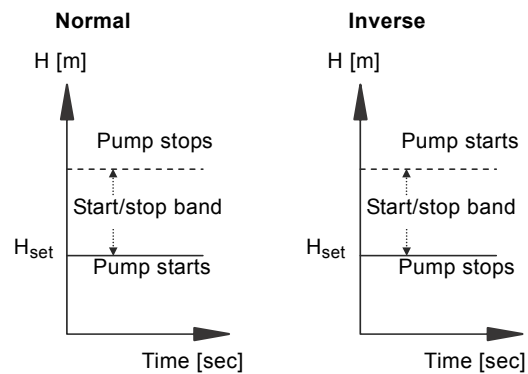 Normal
H [m]
Pump stops
Start/stop band
Hset
Pump starts
Time [sec]
Inverse
H [m]
Pump starts
Start/stop band
Hset
Pump stops
Time [sec]